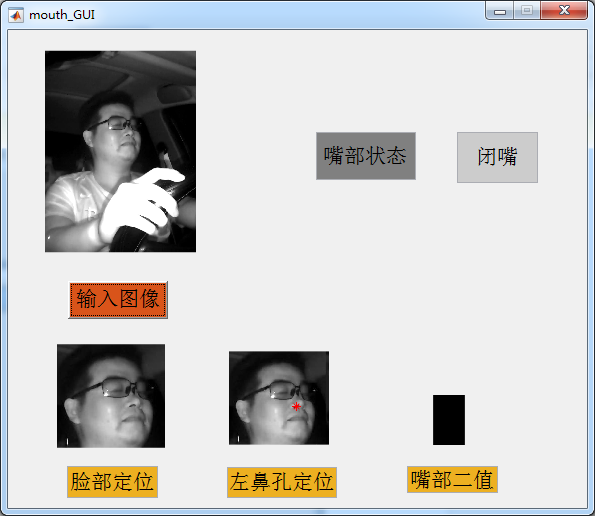 mouth_GUI
嘴部状态
闭嘴
输入图像
脸部定位
左鼻孔定位
嘴部二值